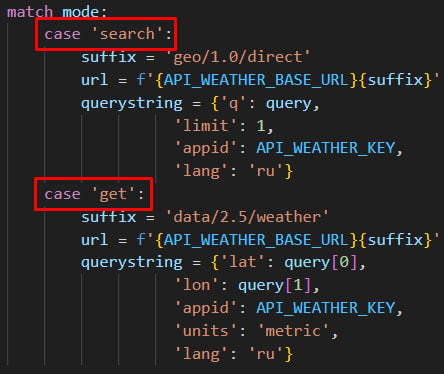 match mode:
    case 'search':
        suffix = 'geo/1.0/direct'
        url = f'{API_WEATHER_BASE_URL}{suffix}'
        querystring = {'q': query,
                       'limit': 1,
                       'appid': API_WEATHER_KEY,
                       'lang': 'ru'}
    case 'get':
        suffix = 'data/2.5/weather'
        url = f'{API_WEATHER_BASE_URL}{suffix}'
        querystring = {'lat': query[0],
                       'lon': query[1],
                       'appid': API_WEATHER_KEY,
                       'units': 'metric',
                       'lang': 'ru'}